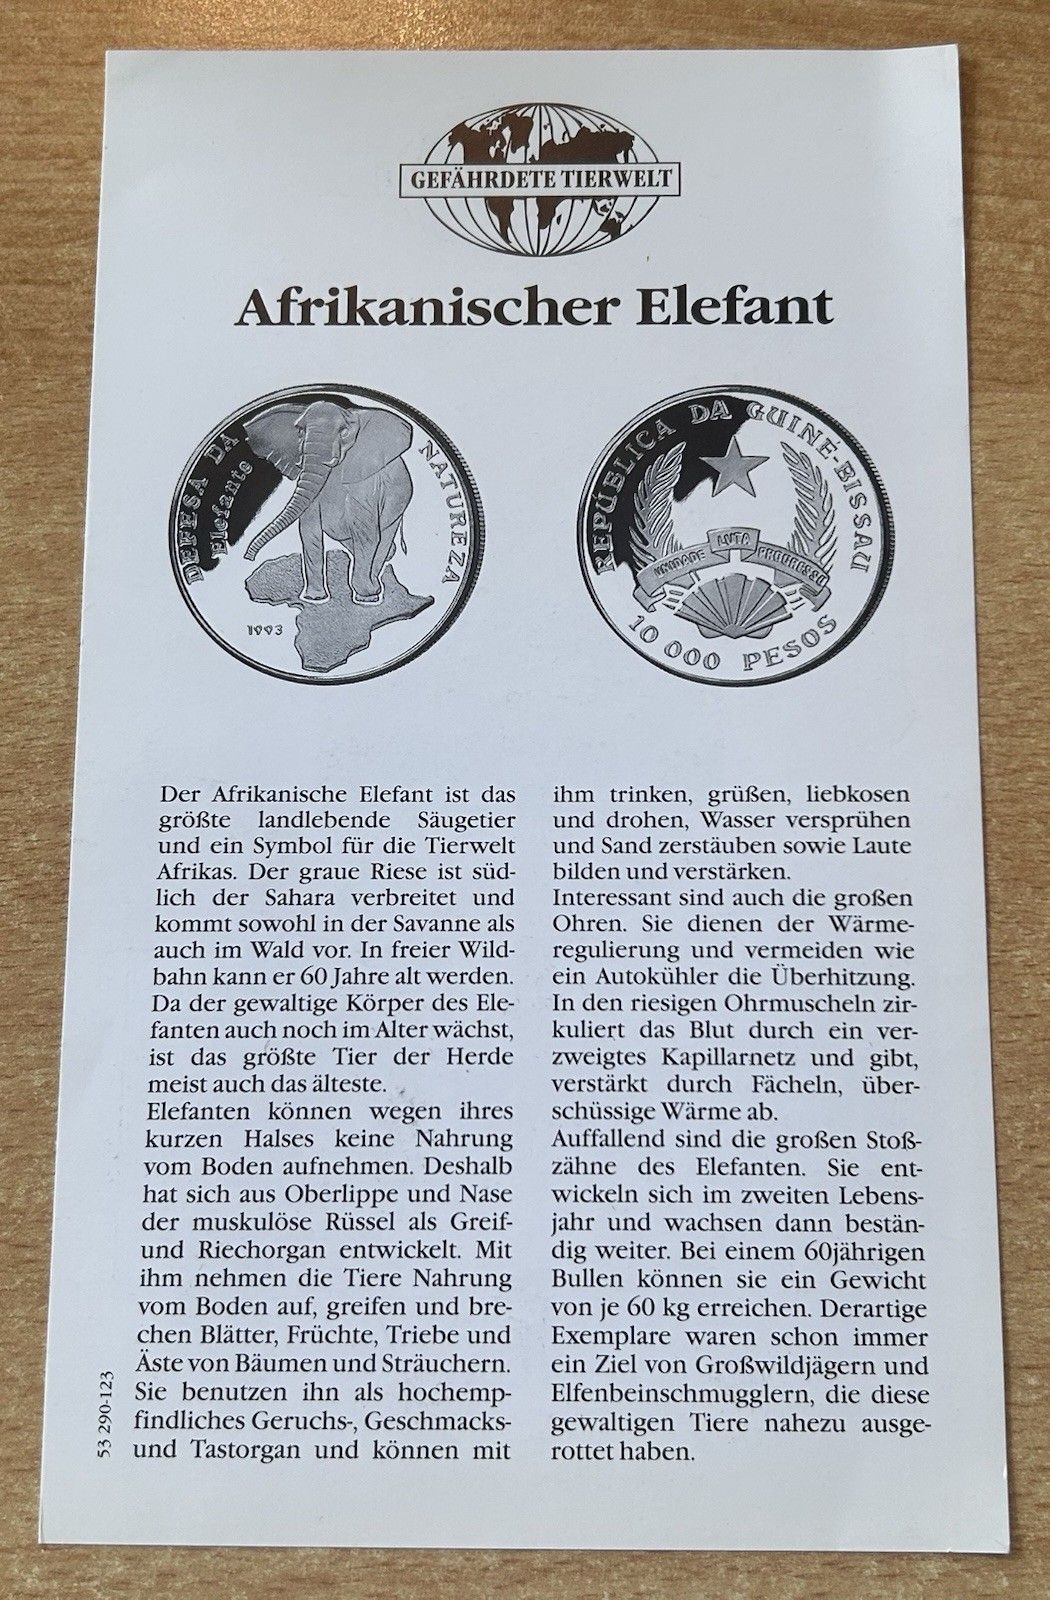 GEFÄHRDETE TIERWELT
Afrikanischer Elefant
DEFESA DA NATUREZA
Elefante
1993
REPÚBLICA DA GUINÉ-BISSAU
UNIDADE LUTA PROGRESSO
10 000 PESOS
Der Afrikanische Elefant ist das
größte landlebende Säugetier
und ein Symbol für die Tierwelt
Afrikas. Der graue Riese ist süd-
lich der Sahara verbreitet und
kommt sowohl in der Savanne als
auch im Wald vor. In freier Wild-
bahn kann er 60 Jahre alt werden.
Da der gewaltige Körper des Ele-
fanten auch noch im Alter wächst,
ist das größte Tier der Herde
meist auch das älteste.
Elefanten können wegen ihres
kurzen Halses keine Nahrung
vom Boden aufnehmen. Deshalb
hat sich aus Oberlippe und Nase
der muskulöse Rüssel als Greif-
und Riechorgan entwickelt. Mit
ihm nehmen die Tiere Nahrung
vom Boden auf, greifen und bre-
chen Blätter, Früchte, Triebe und
Äste von Bäumen und Sträuchern.
Sie benutzen ihn als hochemp-
findliches Geruchs-, Geschmacks-
und Tastorgan und können mit
ihm trinken, grüßen, liebkosen
und drohen, Wasser versprühen
und Sand zerstäuben sowie Laute
bilden und verstärken.
Interessant sind auch die großen
Ohren. Sie dienen der Wärme-
regulierung und vermeiden wie
ein Autokühler die Überhitzung.
In den riesigen Ohrmuscheln zir-
kuliert das Blut durch ein ver-
zweigtes Kapillarnetz und gibt,
verstärkt durch Fächeln, über-
schüssige Wärme ab.
Auffallend sind die großen Stoß-
zähne des Elefanten. Sie ent-
wickeln sich im zweiten Lebens-
jahr und wachsen dann bestän-
dig weiter. Bei einem 60jährigen
Bullen können sie ein Gewicht
von je 60 kg erreichen. Derartige
Exemplare waren schon immer
ein Ziel von Großwildjägern und
Elfenbeinschmugglern, die diese
gewaltigen Tiere nahezu ausge-
rottet haben.
53 290-123